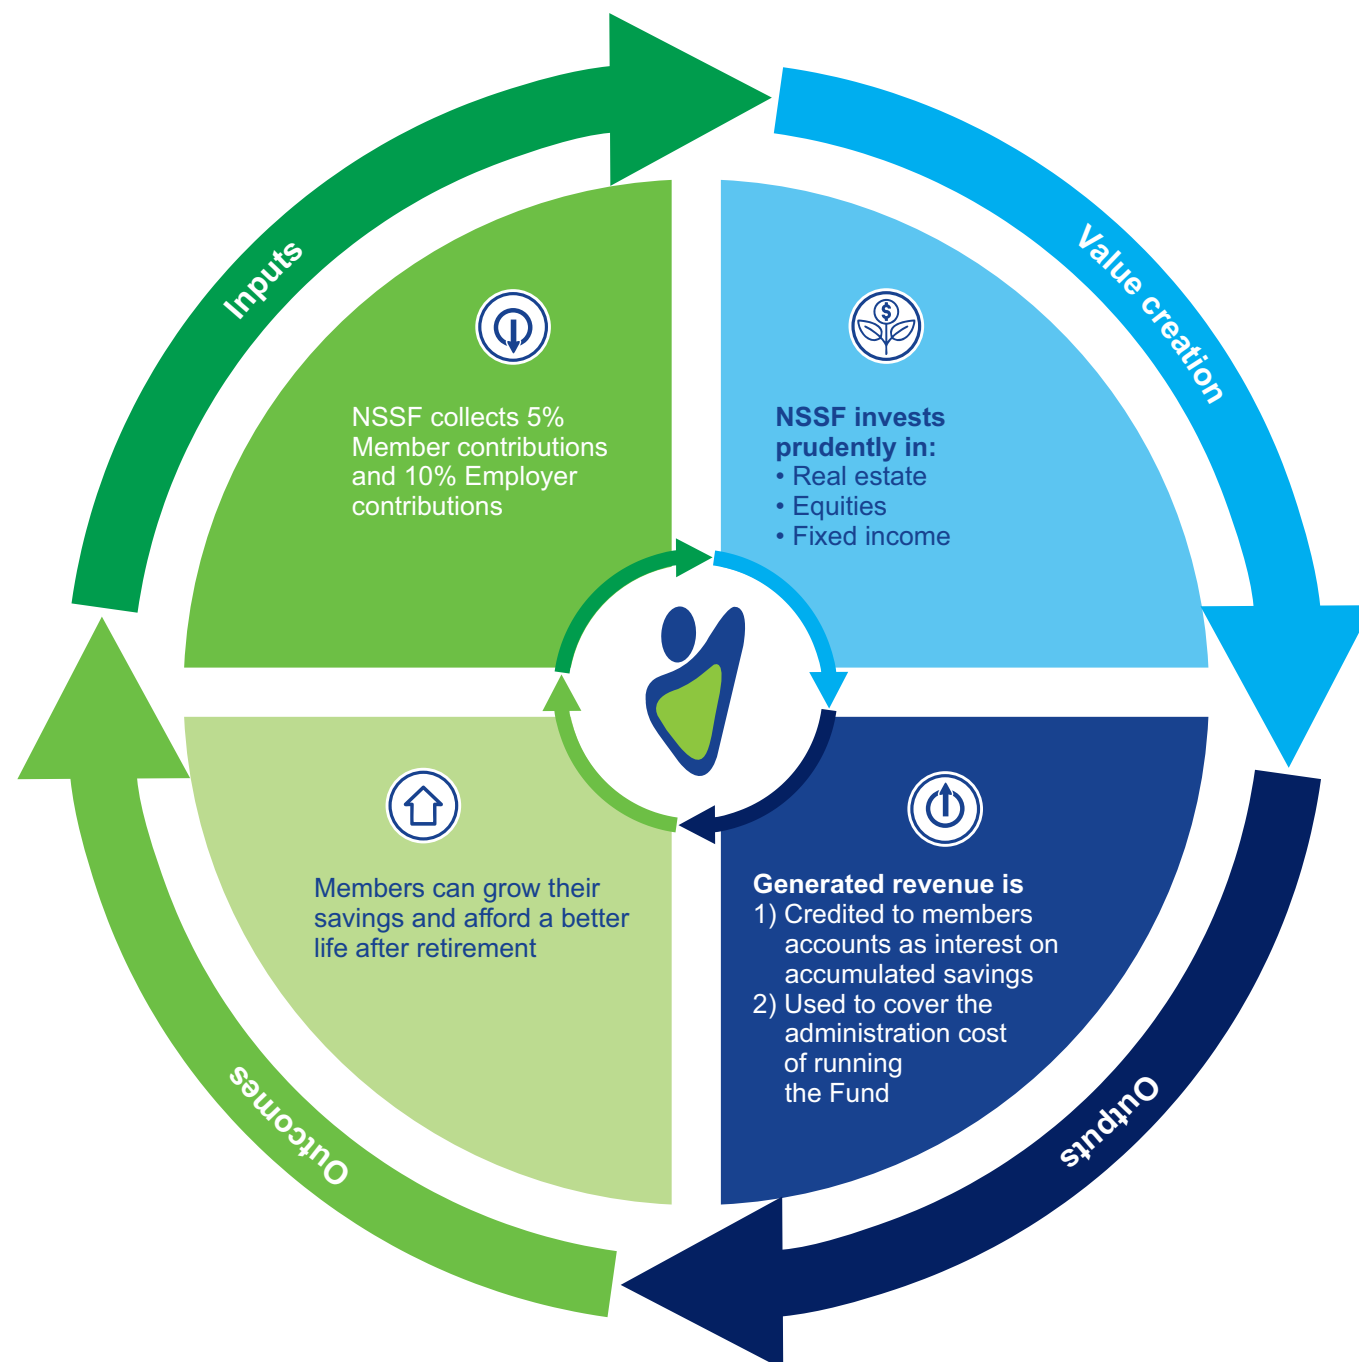 Inputs
Value creation
NSSF collects 5%
Member contributions
and 10% Employer
contributions
$
NSSF invests
prudently in:
• Real estate
• Equities
• Fixed income
Members can grow their
savings and afford a better
life after retirement
Generated revenue is
1) Credited to members
accounts as interest on
accumulated savings
2) Used to cover the
administration cost
of running
the Fund
Outcomes
Outputs